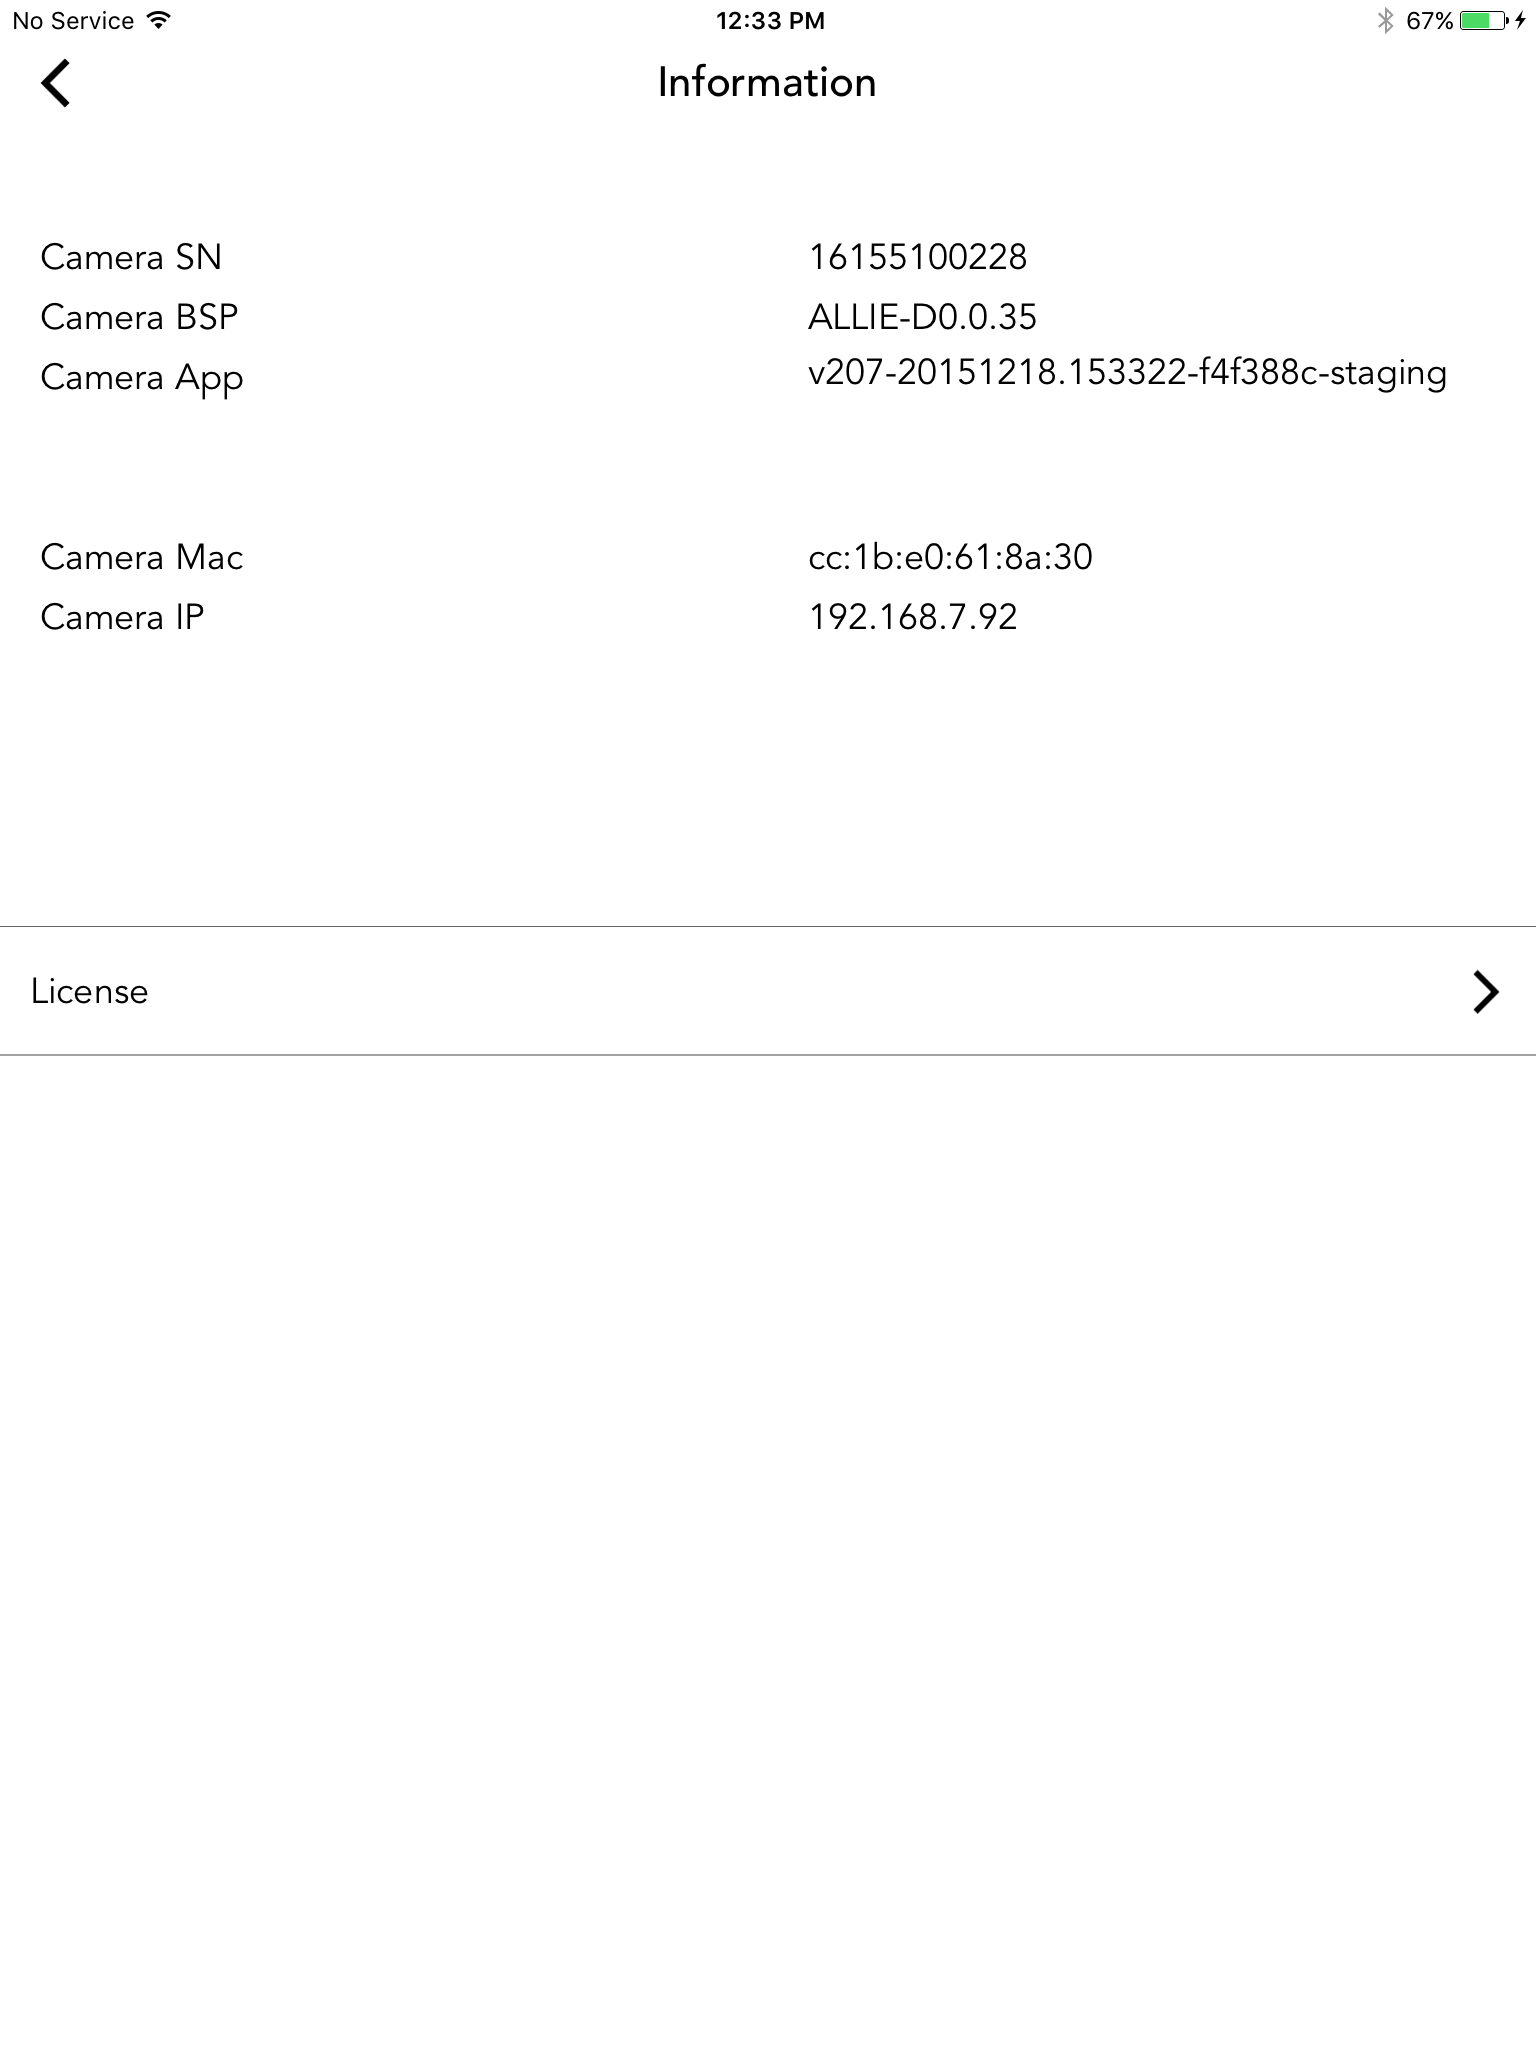 No Service 12:33 PM 67%
Information
Camera SN 16155100228
Camera BSP ALLIE-D0.0.35
Camera App v207-20151218.153322-f4f388c-staging
Camera Mac cc:1b:e0:61:8a:30
Camera IP 192.168.7.92
License